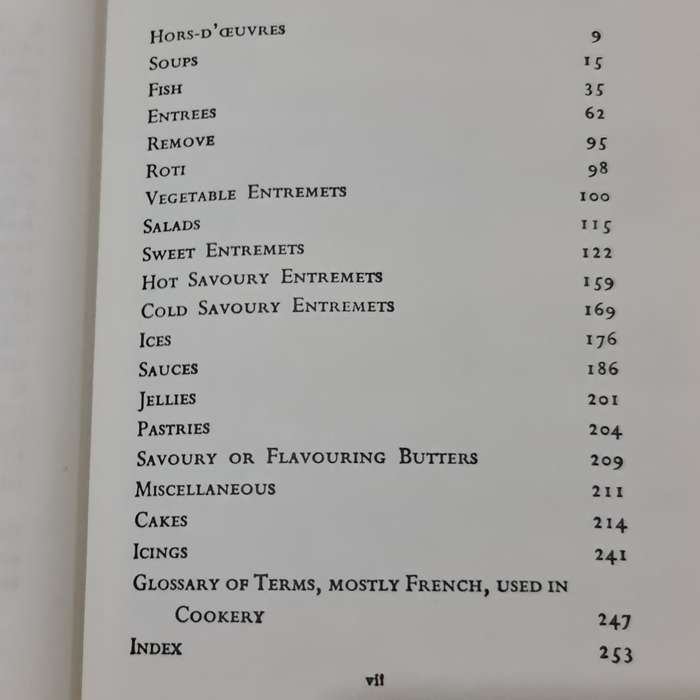 Hors-d'œuvres 9
Soups 15
Fish 35
Entrees 62
Remove 95
Roti 98
Vegetable Entremets 100
Salads 115
Sweet Entremets 122
Hot Savoury Entremets 159
Cold Savoury Entremets 169
Ices 176
Sauces 186
Jellies 201
Pastries 204
Savoury or Flavouring Butters 209
Miscellaneous 211
Cakes 214
Icings 241
Glossary of Terms, mostly French, used in
Cookery 247
Index 253
vii